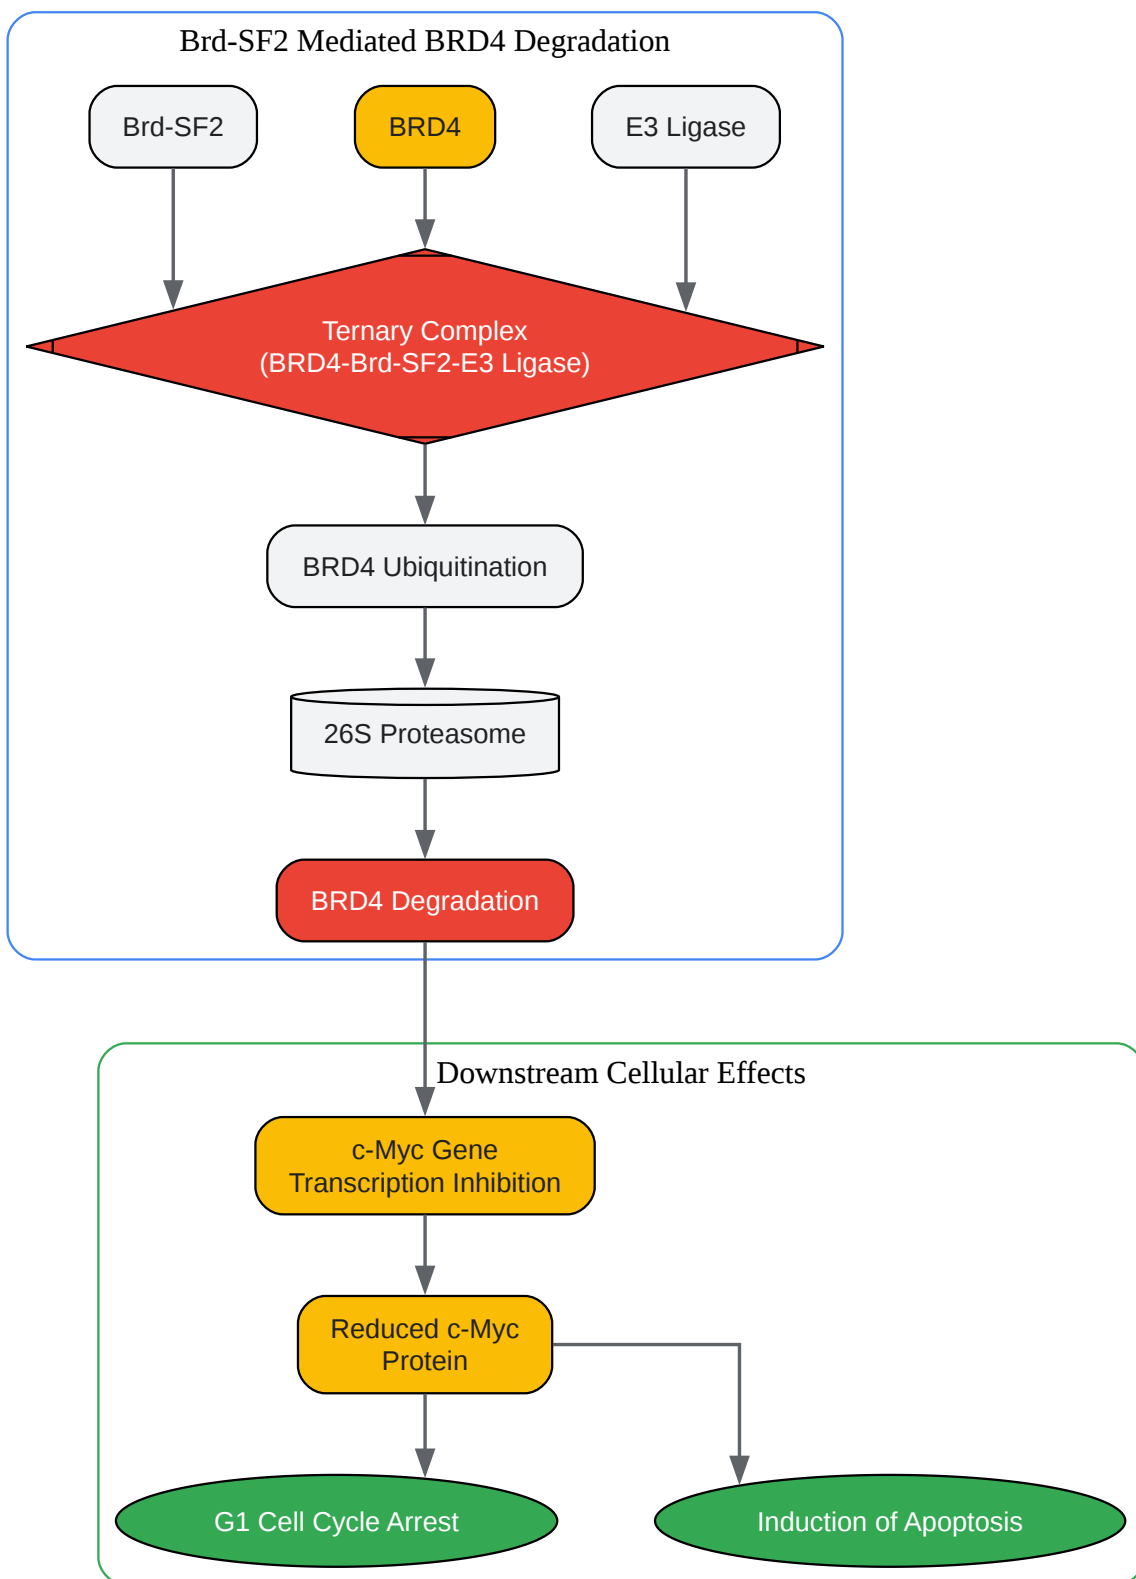 Brd-SF2 Mediated BRD4 Degradation
Brd-SF2
BRD4
E3 Ligase
Ternary Complex
(BRD4-Brd-SF2-E3 Ligase)
BRD4 Ubiquitination
26S Proteasome
BRD4 Degradation
Downstream Cellular Effects
c-Myc Gene
Transcription Inhibition
Reduced c-Myc
Protein
G1 Cell Cycle Arrest
Induction of Apoptosis